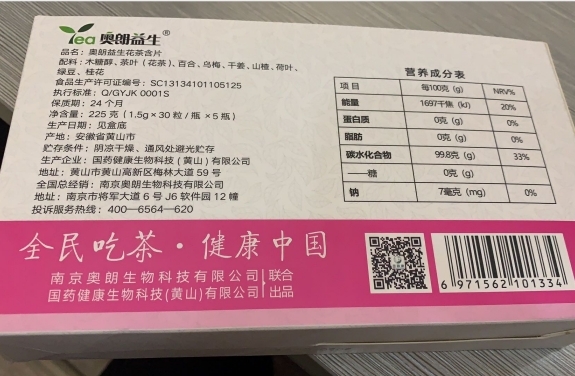 Tea 奥朗益生
品名：奥朗益生花茶含片
配料：木糖醇、茶叶（花茶）、百合、乌梅、干姜、山楂、荷叶、
绿豆、桂花
食品生产许可证编号：SC13134101105125
执行标准：Q/GYJK 0001S
保质期：24个月
净含量：225克（1.5g×30粒/瓶×5瓶）
生产日期：见盒底
产地：安徽省黄山市
贮存条件：阴凉干燥、通风处避光贮存
生产企业：国药健康生物科技（黄山）有限公司
地址：黄山市黄山高新区梅林大道59号
全国总经销：南京奥朗生物科技有限公司
地址：南京市将军大道6号J6软件园12幢
投诉服务热线：400—6564—620
营养成分表
项目 每100克（g） NRV%
能量 1697千焦（kJ） 20%
蛋白质 0克（g） 0%
脂肪 0克（g） 0%
碳水化合物 99.8克（g） 33%
——糖 0克（g）
钠 7毫克（mg） 0%
全民吃茶·健康中国
南京奥朗生物科技有限公司 联合
国药健康生物科技(黄山)有限公司 出品
6 971562 101334